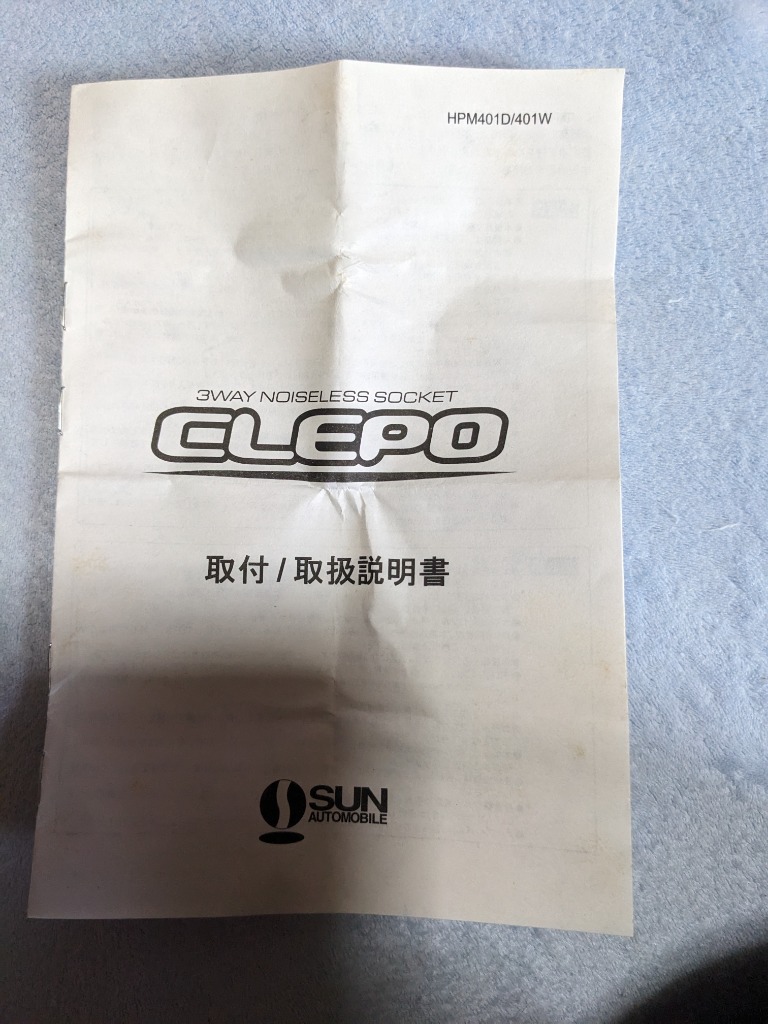 HPM401D/401W
3WAY NOISELESS SOCKET
CLEPO
取付 / 取扱説明書
SUN
AUTOMOBILE